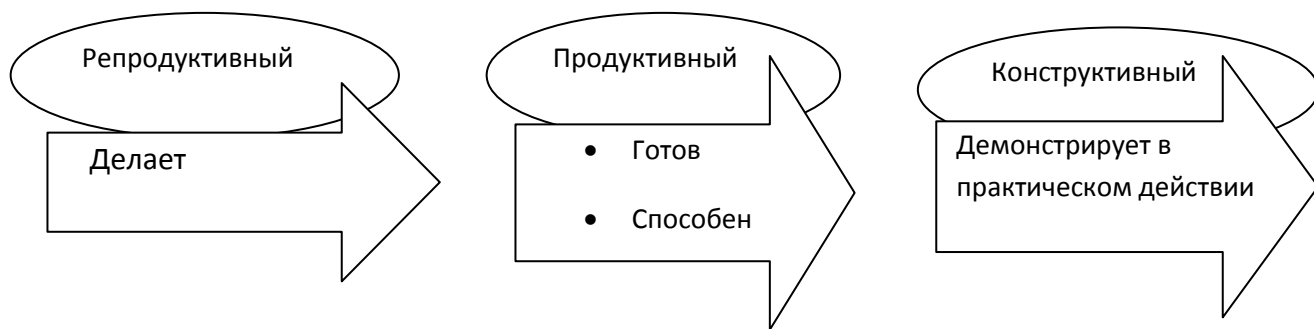 Репродуктивный
Делает
Продуктивный
• Готов
• Способен
Конструктивный
Демонстрирует в
практическом действии